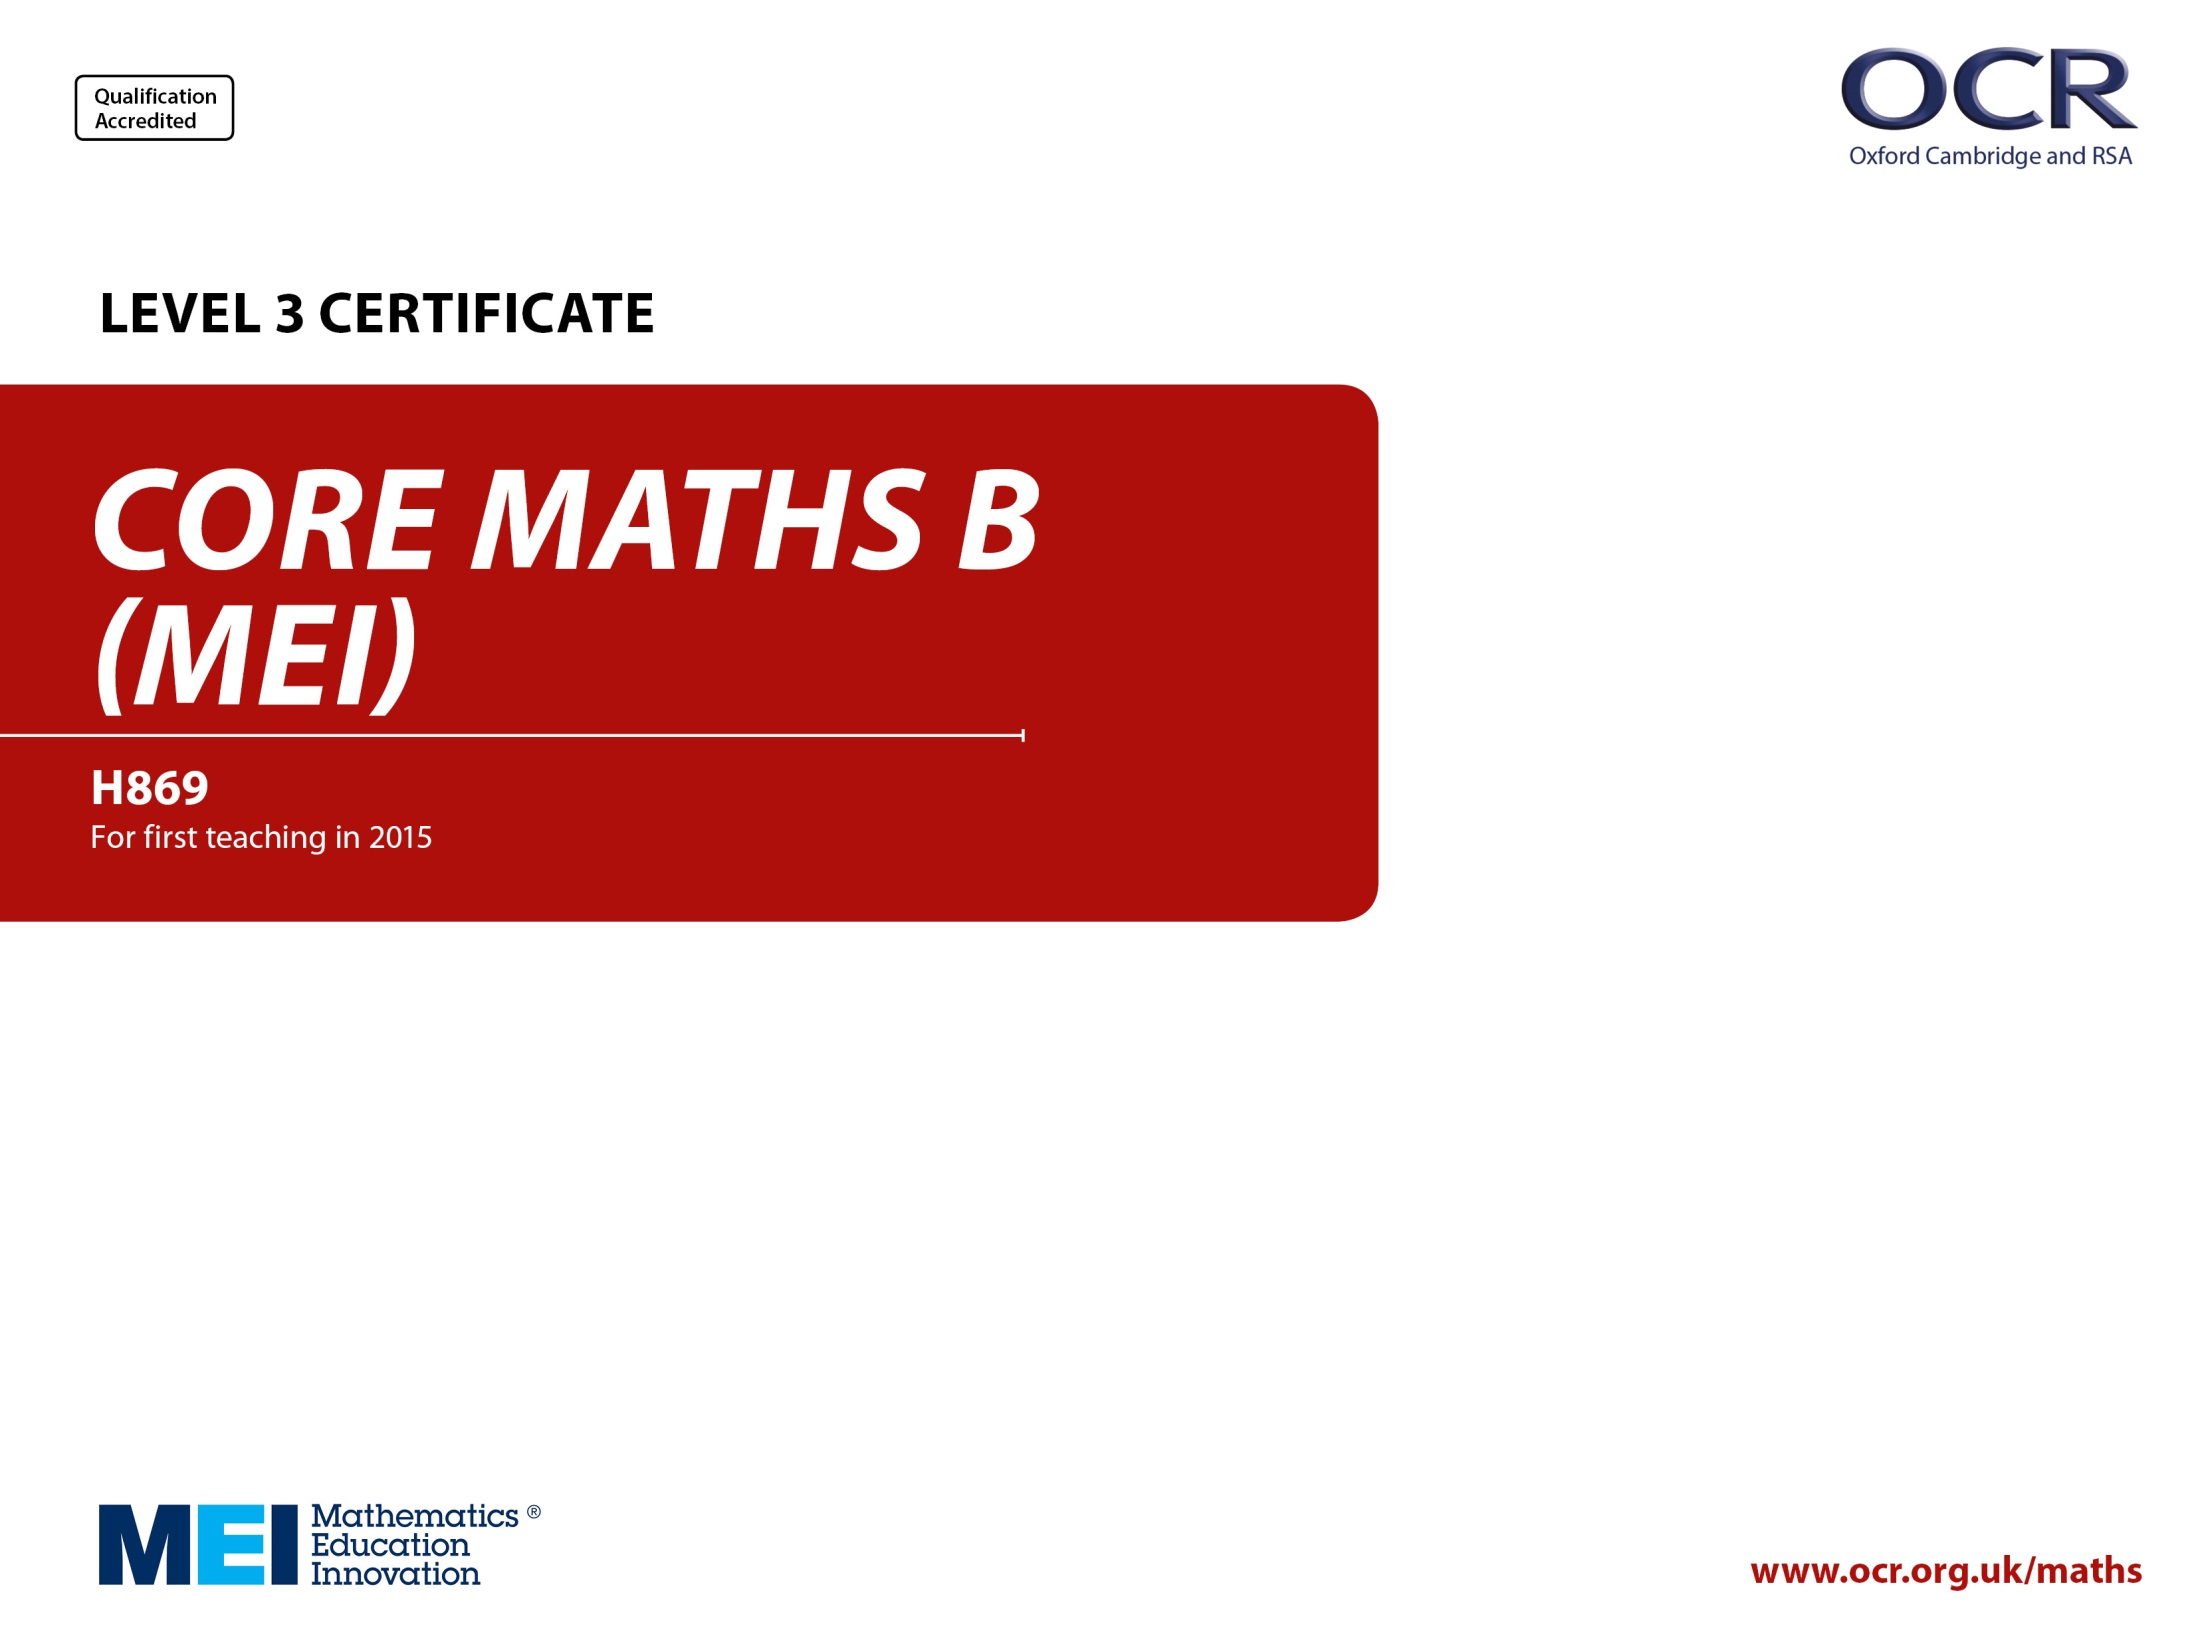 Qualification
Accredited
OCR
Oxford Cambridge and RSA
LEVEL 3 CERTIFICATE
CORE MATHS B
(MEI)
H869
For first teaching in 2015
MEI
Mathematics ®
Education
Innovation
www.ocr.org.uk/maths